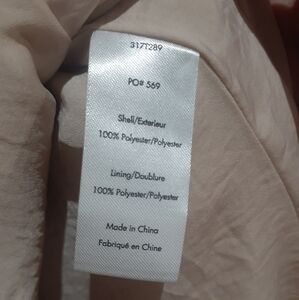 317T289
PO# 569
Shell/Exterieur
100% Polyester/Polyester
Lining/Doublure
100% Polyester/Polyester
Made in China
Fabriqué en Chine